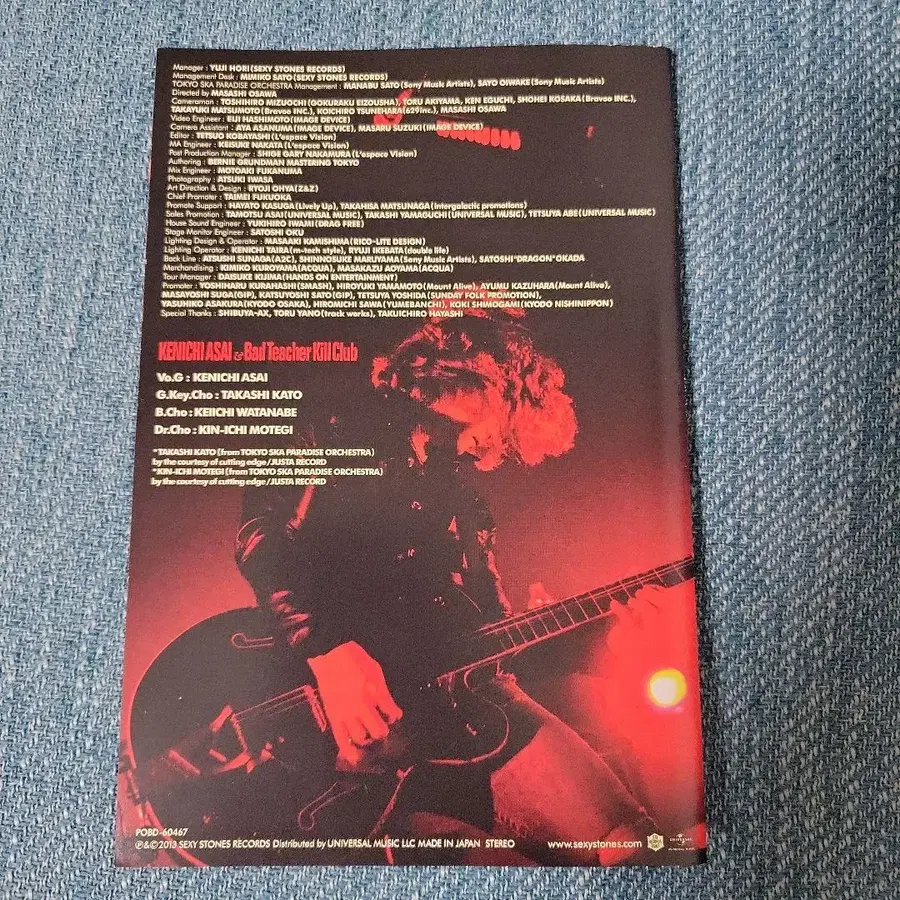 Manager : YUJI HORI(SEXY STONES RECORDS)
Management Desk : MIMIKO SATO(SEXY STONES RECORDS)
TOKYO SKA PARADISE ORCHESTRA Management : MANABU SATO(Sony Music Artists), SAYO OIWAKE(Sony Music Artists)
Directed by MASASHI OSAWA
Cameraman : TOSHIHIRO MIZUOCHI(GOKURAKU EIZOUSHA), TORU AKIYAMA, KEN EGUCHI, SHOHEI KOSAKA(Bravoo INC.),
TAKAYUKI MATSUMOTO(Bravoo INC.), KOICHIRO TSUNEHARA(629inc.), MASASHI OSAWA
Video Engineer : EIJI HASHIMOTO(IMAGE DEVICE)
Camera Assistant : AYA ASANUMA(IMAGE DEVICE), MASARU SUZUKI(IMAGE DEVICE)
Editor : TETSUO KOBAYASHI(L'espace Vision)
MA Engineer : KEISUKE NAKATA(L'espace Vision)
Post Production Manager : SHIGE GARY NAKAMURA(L'espace Vision)
Authoring : BERNIE GRUNDMAN MASTERING TOKYO
Mix Engineer : MOTOAKI FUKANUMA
Photography : ATSUKI IWASA
Art Direction & Design : RYOJI OHYA(Z&Z)
Chief Promoter : TAIMEI FUKUOKA
Promote Support : HAYATO KASUGA(Lively Up), TAKAHISA MATSUNAGA(intergalactic promotions)
Sales Promotion : TAMOTSU ASAI(UNIVERSAL MUSIC), TAKASHI YAMAGUCHI(UNIVERSAL MUSIC), TETSUYA ABE(UNIVERSAL MUSIC)
House Sound Engineer : YUKIHIRO IWAMI(DRAG FREE)
Stage Monitor Engineer : SATOSHI OKU
Lighting Design & Operator : MASAAKI KAMISHIMA(RICO-LITE DESIGN)
Lighting Operator : KENICHI TAIRA(m-tech style), RYUJI IKEBATA(double life)
Back Line : ATSUSHI SUNAGA(A2C), SHINNOSUKE MARUYAMA(Sony Music Artists), SATOSHI"DRAGON"OKADA
Merchandising : KIMIKO KUROYAMA(ACQUA), MASAKAZU AOYAMA(ACQUA)
Tour Manager : DAISUKE KIJIMA(HANDS ON ENTERTAINMENT)
Promoter : YOSHIHARU KURAHASHI(SMASH), HIROYUKI YAMAMOTO(Mount Alive), AYUMU KAZUHARA(Mount Alive),
MASAYOSHI SUGA(GIP), KATSUYOSHI SATO(GIP), TETSUYA YOSHIDA(SUNDAY FOLK PROMOTION),
YASUHIKO ASAKURA(KYODO OSAKA), HIROMICHI SAWA(YUMEBANCHI), KOKI SHIMOGAMI(KYODO NISHINIPPON)
Special Thanks : SHIBUYA-AX, TORU YANO(track works), TAKUICHIRO HAYASHI
KENICHI ASAI & Bad Teacher Kill Club
Vo.G : KENICHI ASAI
G.Key.Cho : TAKASHI KATO
B.Cho : KEIICHI WATANABE
Dr.Cho : KIN-ICHI MOTEGI
*TAKASHI KATO (from TOKYO SKA PARADISE ORCHESTRA)
by the courtesy of cutting edge/JUSTA RECORD
*KIN-ICHI MOTEGI (from TOKYO SKA PARADISE ORCHESTRA)
by the courtesy of cutting edge/JUSTA RECORD
POBD-60467
℗&©2013 SEXY STONES RECORDS Distributed by UNIVERSAL MUSIC LLC MADE IN JAPAN STEREO
www.sexystones.com
UNIVERSAL